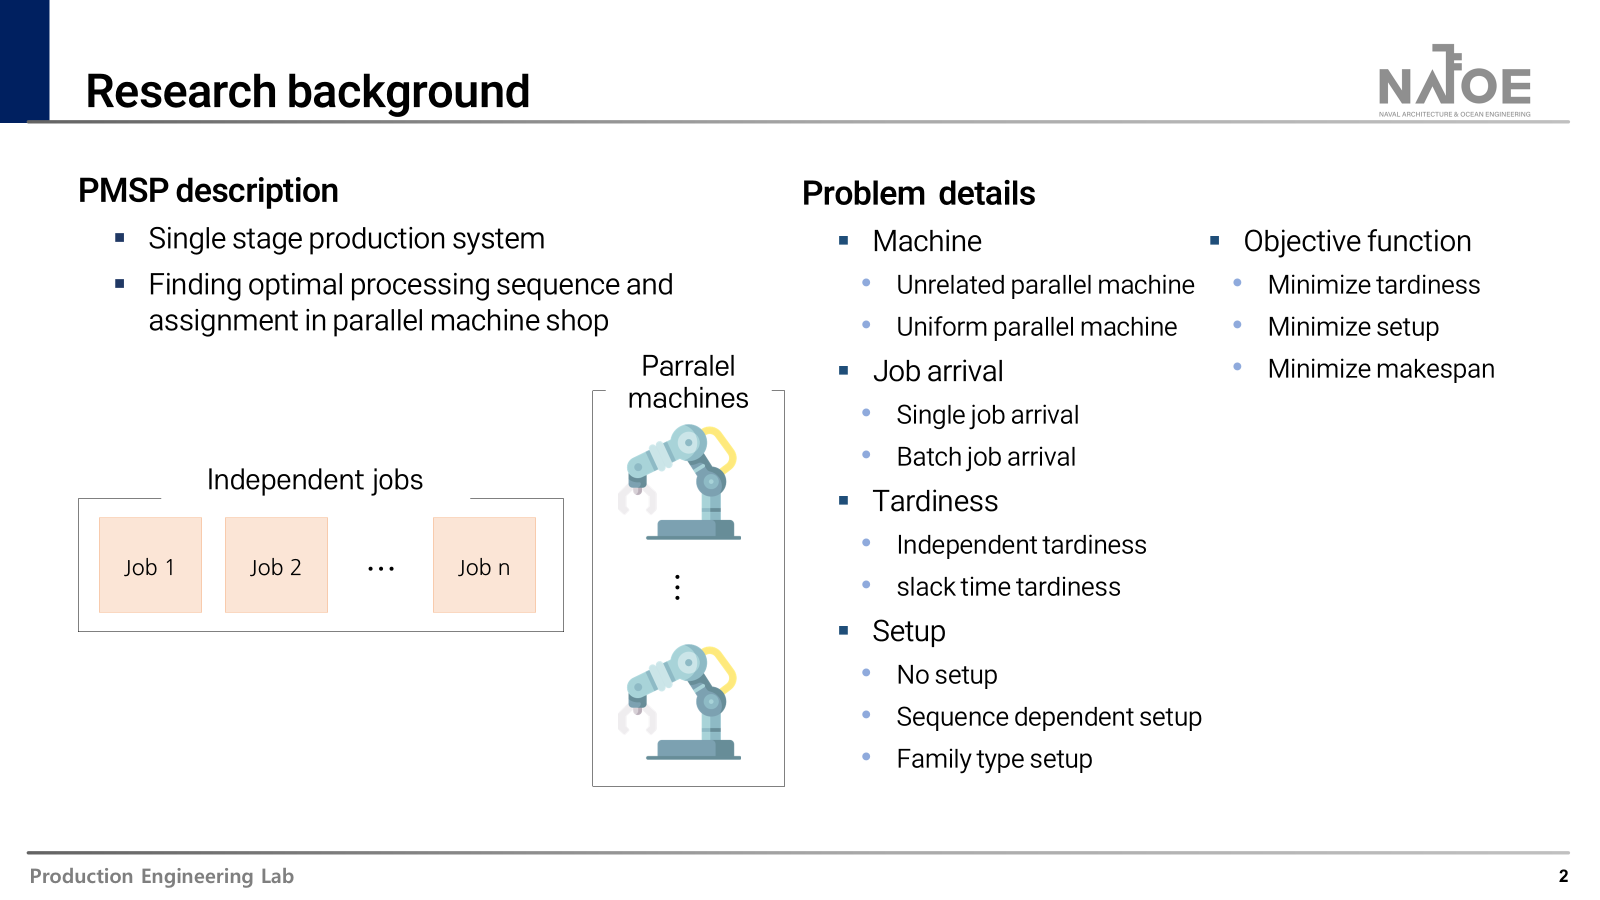 Research background
NAOE
NAVAL ARCHITECTURE & OCEAN ENGINEERING
PMSP description
Single stage production system
Finding optimal processing sequence and
assignment in parallel machine shop
Independent jobs
Job 1
Job 2
...
Job n
Parralel
machines
Problem details
Machine
Unrelated parallel machine
Uniform parallel machine
Job arrival
Single job arrival
Batch job arrival
Tardiness
Independent tardiness
slack time tardiness
Setup
No setup
Sequence dependent setup
Family type setup
Objective function
Minimize tardiness
Minimize setup
Minimize makespan
Production Engineering Lab
2